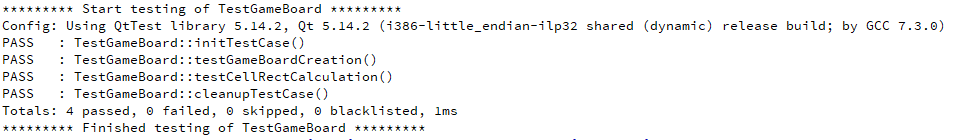 ********* Start testing of TestGameBoard *********
Config: Using QtTest library 5.14.2, Qt 5.14.2 (i386-little_endian-ilp32 shared (dynamic) release build; by GCC 7.3.0)
PASS   : TestGameBoard::initTestCase()
PASS   : TestGameBoard::testGameBoardCreation()
PASS   : TestGameBoard::testCellRectCalculation()
PASS   : TestGameBoard::cleanupTestCase()
Totals: 4 passed, 0 failed, 0 skipped, 0 blacklisted, 1ms
********* Finished testing of TestGameBoard *********